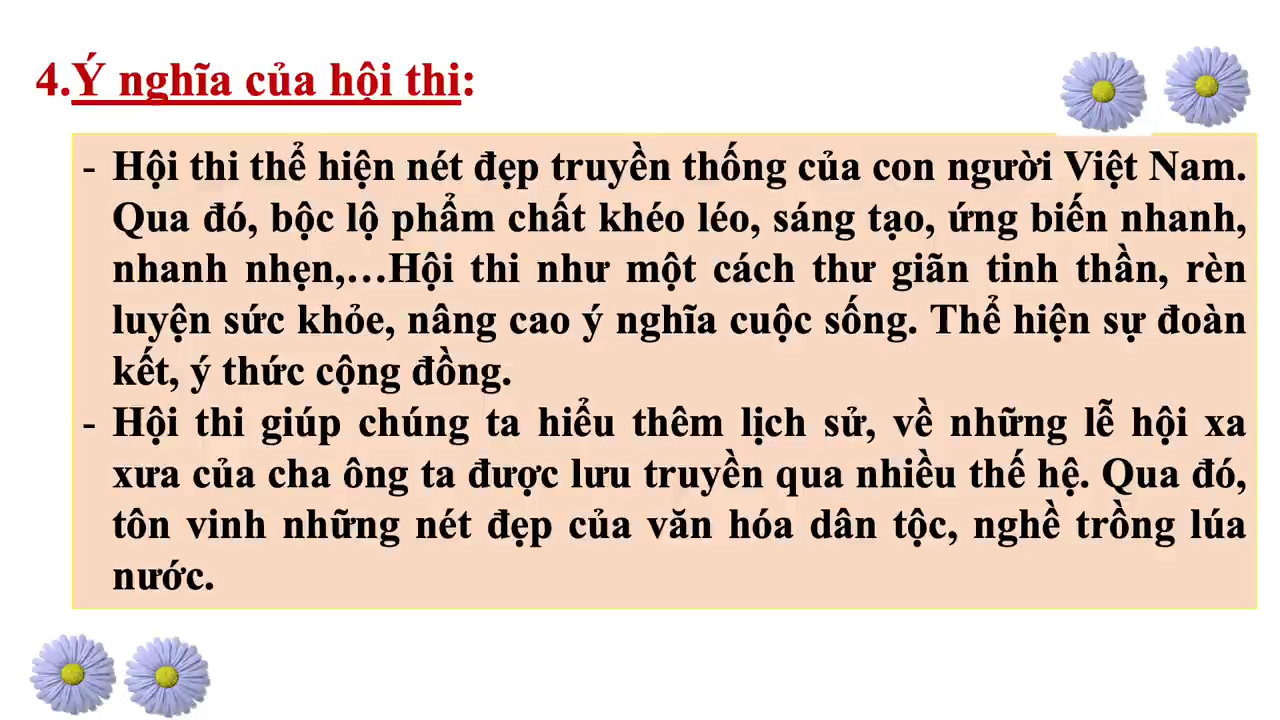 4.Ý nghĩa của hội thi:
- Hội thi thể hiện nét đẹp truyền thống của con người Việt Nam.
Qua đó, bộc lộ phẩm chất khéo léo, sáng tạo, ứng biến nhanh,
nhanh nhẹn,…Hội thi như một cách thư giãn tinh thần, rèn
luyện sức khỏe, nâng cao ý nghĩa cuộc sống. Thể hiện sự đoàn
kết, ý thức cộng đồng.
- Hội thi giúp chúng ta hiểu thêm lịch sử, về những lễ hội xa
xưa của cha ông ta được lưu truyền qua nhiều thế hệ. Qua đó,
tôn vinh những nét đẹp của văn hóa dân tộc, nghề trồng lúa
nước.